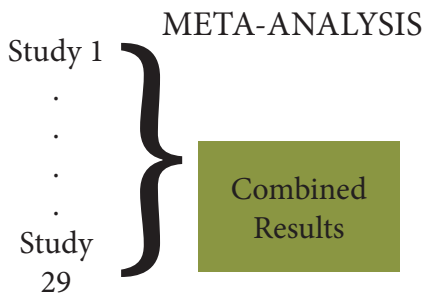 META-ANALYSIS
Study 1
.
.
.
.
Study
29
Combined
Results